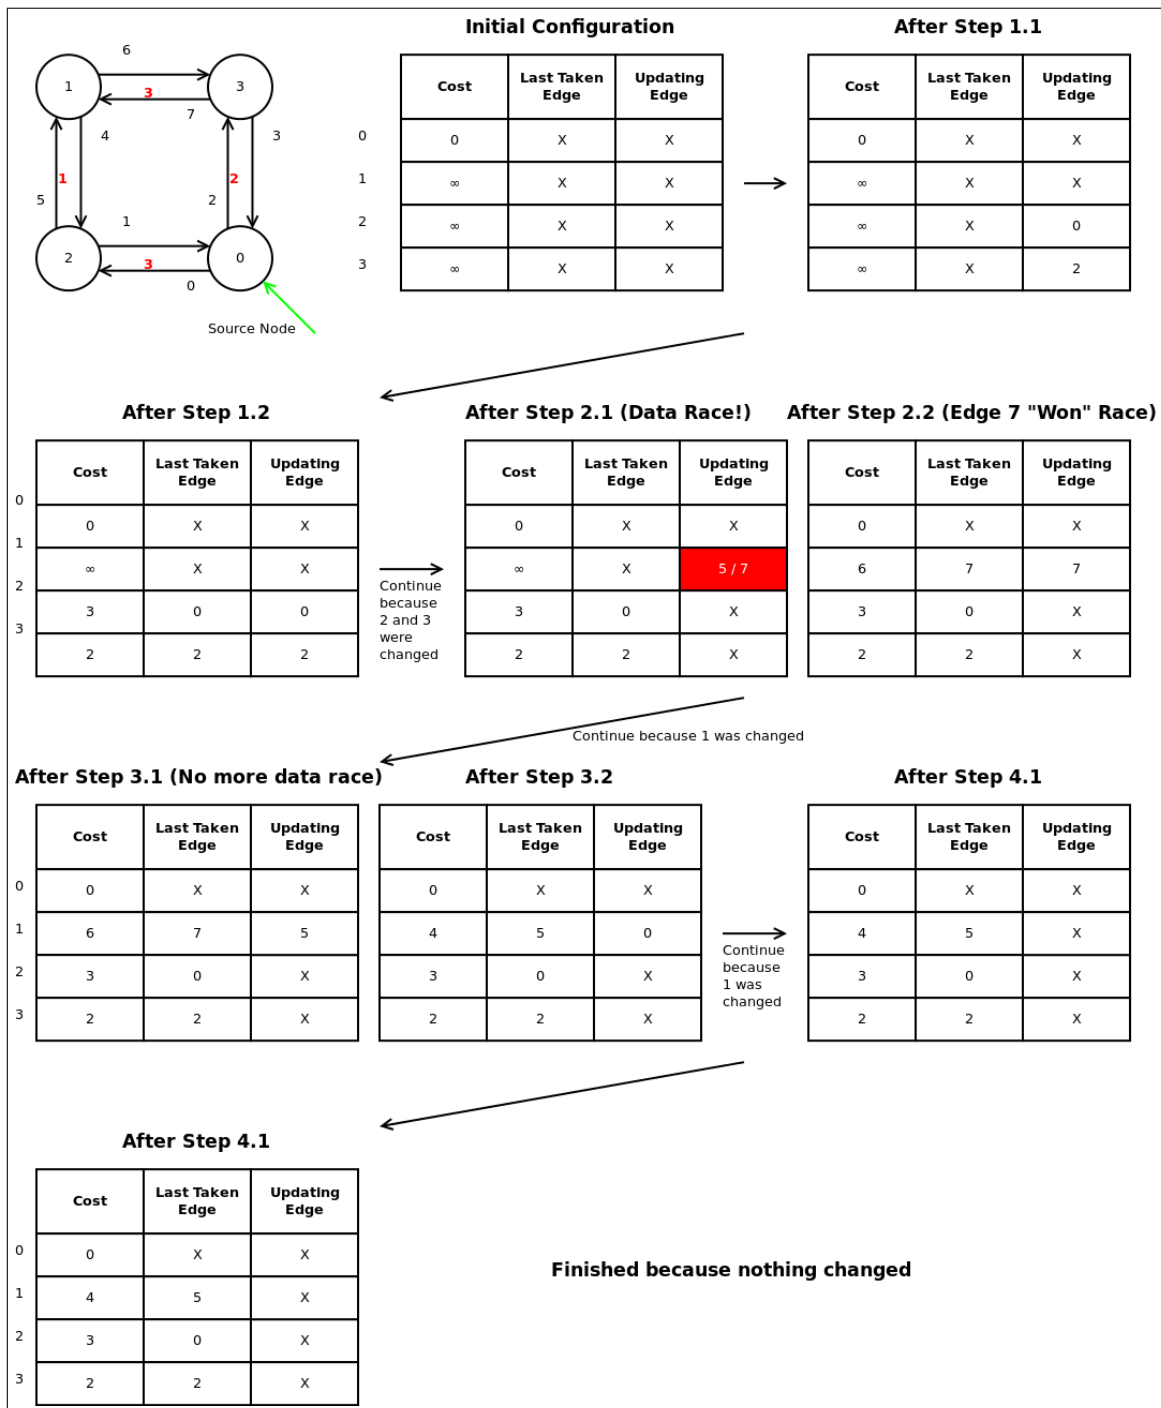 Initial Configuration
After Step 1.1
6
1
3
3
7
4
3
1
2
5
2
1
2
0
3
0
Source Node
Cost Last Taken Edge Updating Edge
0 0 X X
1 ∞ X X
2 ∞ X X
3 ∞ X X
Cost Last Taken Edge Updating Edge
0 X X
∞ X X
∞ X 0
∞ X 2
After Step 1.2
Cost Last Taken Edge Updating Edge
0
0 X X
1
∞ X X
2
3 0 0
3
2 2 2
Continue
because
2 and 3
were
changed
After Step 2.1 (Data Race!)
Cost Last Taken Edge Updating Edge
0 X X
∞ X 5 / 7
3 0 X
2 2 X
After Step 2.2 (Edge 7 "Won" Race)
Cost Last Taken Edge Updating Edge
0 X X
6 7 7
3 0 X
2 2 X
Continue because 1 was changed
After Step 3.1 (No more data race)
Cost Last Taken Edge Updating Edge
0 0 X X
1 6 7 5
2 3 0 X
3 2 2 X
After Step 3.2
Cost Last Taken Edge Updating Edge
0 X X
4 5 0
3 0 X
2 2 X
Continue
because
1 was
changed
After Step 4.1
Cost Last Taken Edge Updating Edge
0 X X
4 5 X
3 0 X
2 2 X
After Step 4.1
Cost Last Taken Edge Updating Edge
0 0 X X
1 4 5 X
2 3 0 X
3 2 2 X
Finished because nothing changed